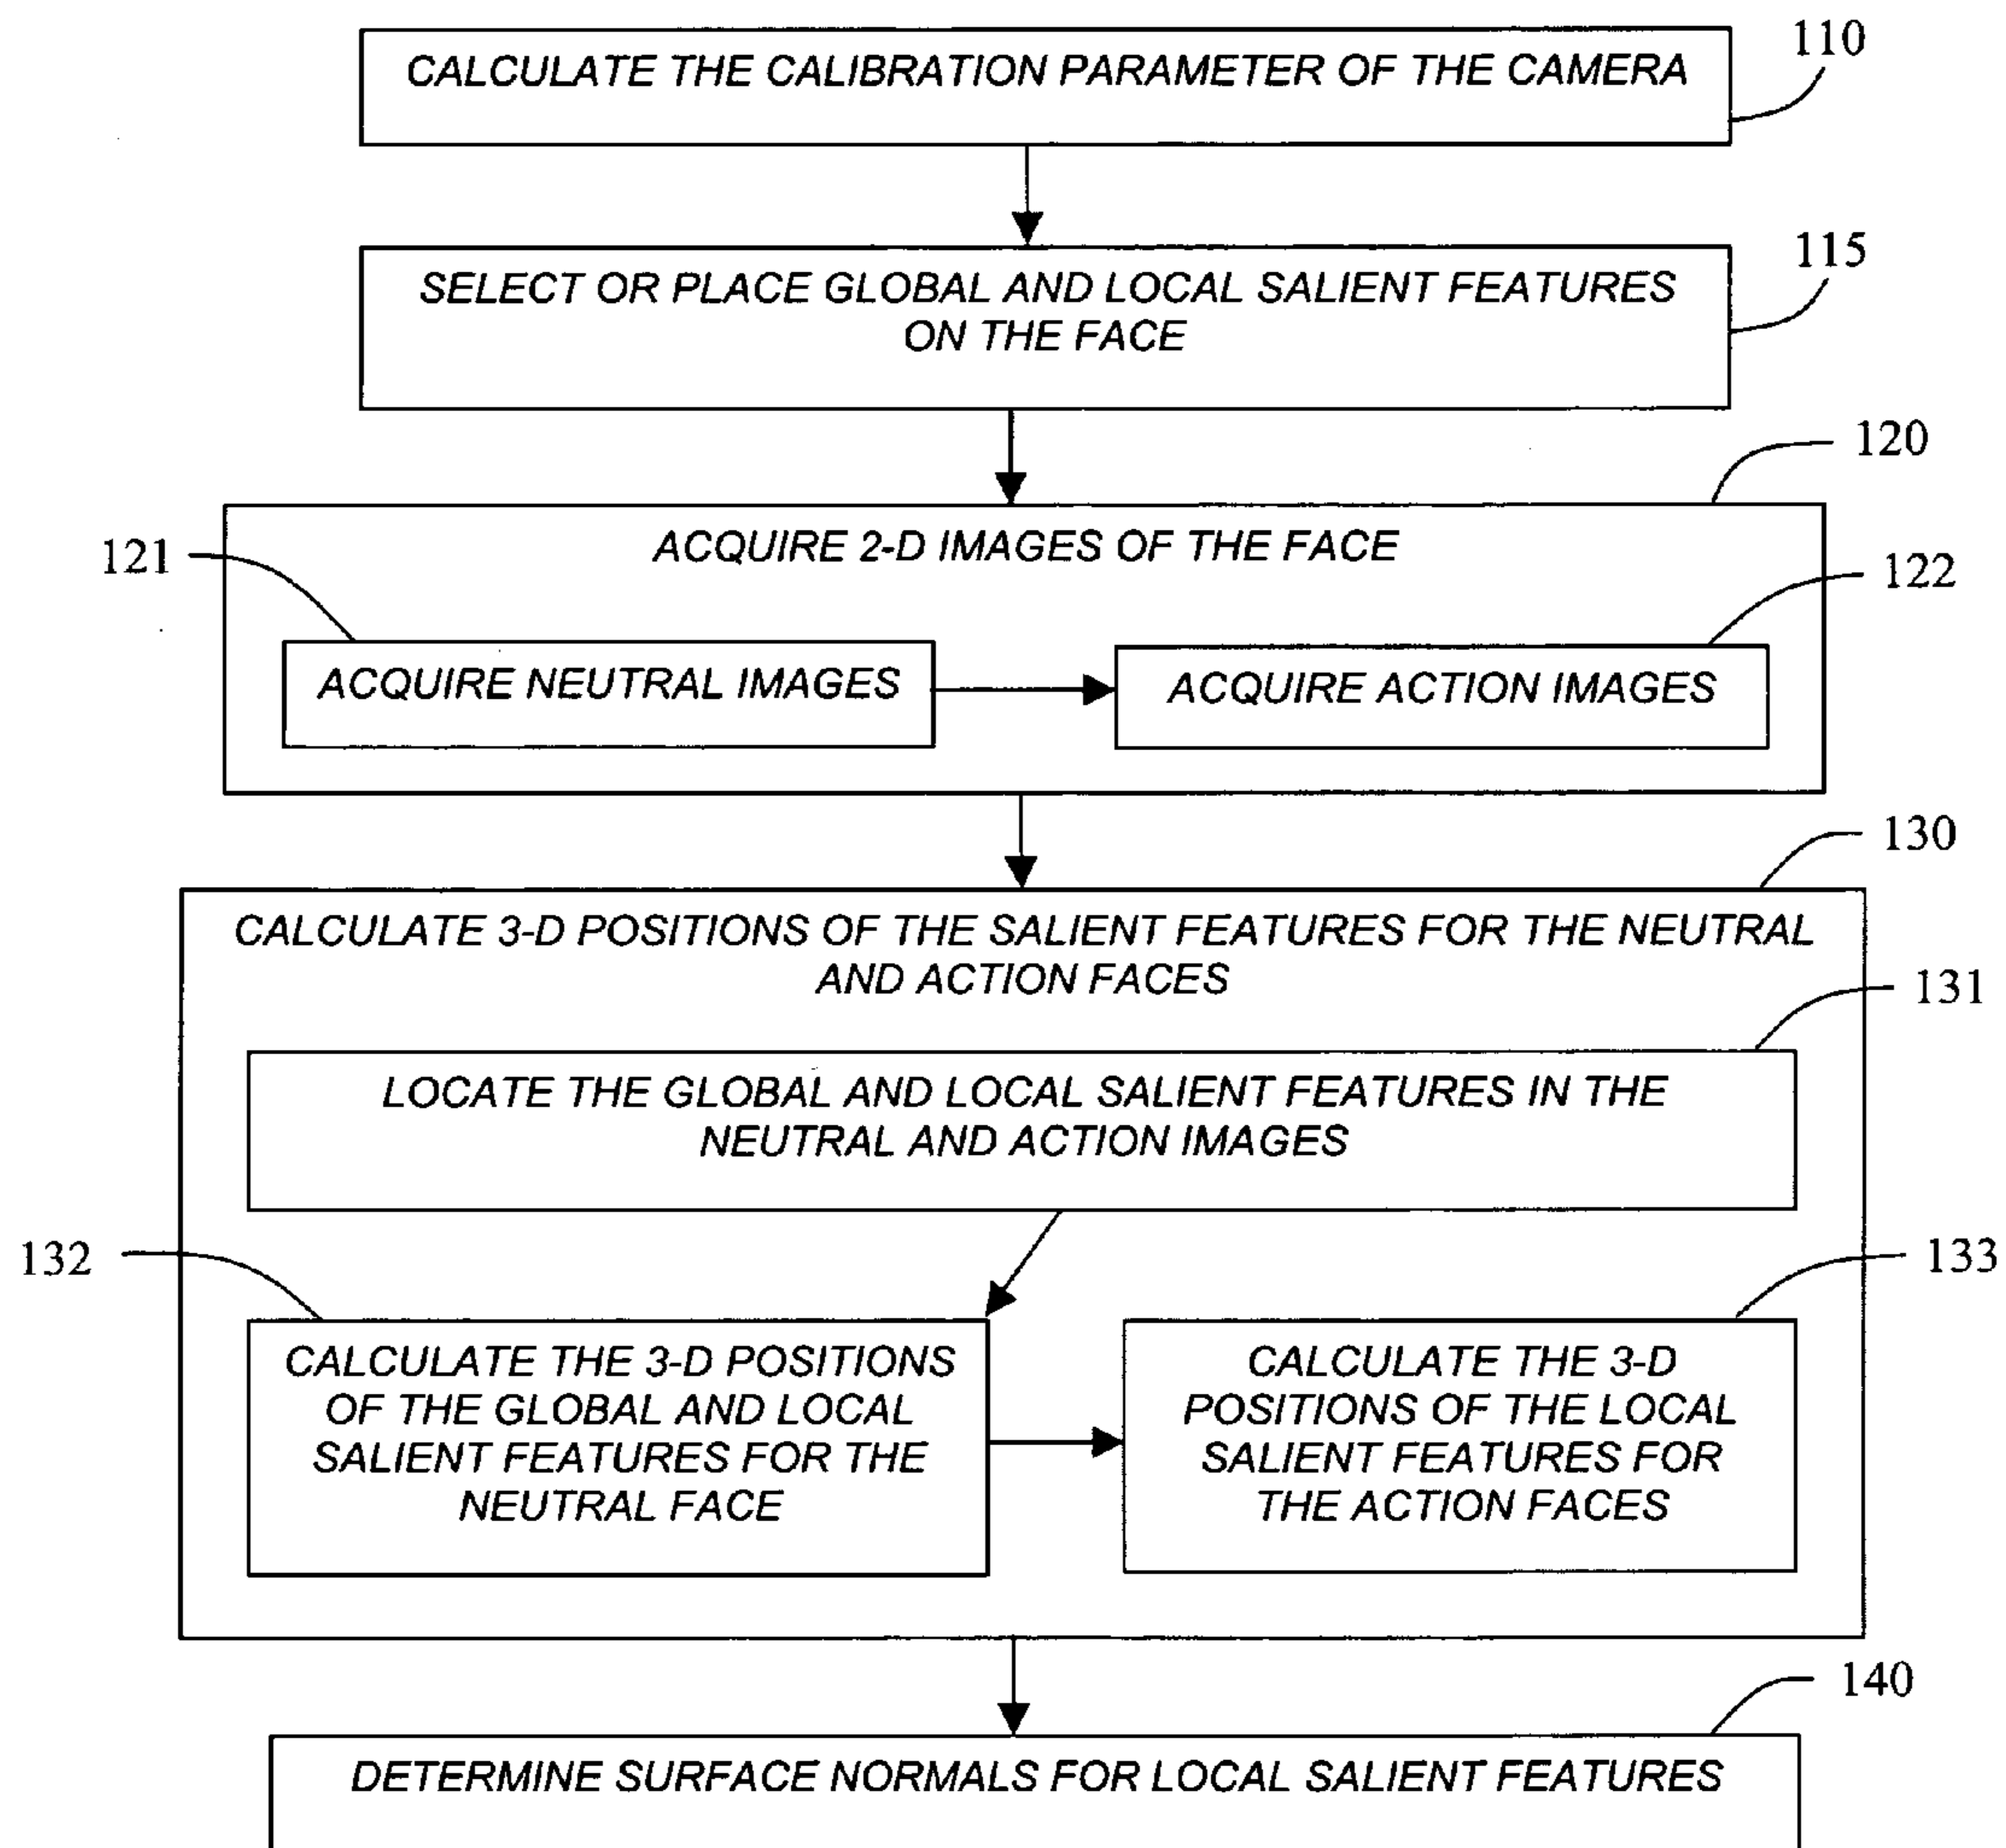 CALCULATE THE CALIBRATION PARAMETER OF THE CAMERA
110
SELECT OR PLACE GLOBAL AND LOCAL SALIENT FEATURES
ON THE FACE
115
120
ACQUIRE 2-D IMAGES OF THE FACE
121
122
ACQUIRE NEUTRAL IMAGES
ACQUIRE ACTION IMAGES
130
CALCULATE 3-D POSITIONS OF THE SALIENT FEATURES FOR THE NEUTRAL
AND ACTION FACES
131
LOCATE THE GLOBAL AND LOCAL SALIENT FEATURES IN THE
NEUTRAL AND ACTION IMAGES
132
133
CALCULATE THE 3-D POSITIONS
OF THE GLOBAL AND LOCAL
SALIENT FEATURES FOR THE
NEUTRAL FACE
CALCULATE THE 3-D
POSITIONS OF THE LOCAL
SALIENT FEATURES FOR
THE ACTION FACES
140
DETERMINE SURFACE NORMALS FOR LOCAL SALIENT FEATURES